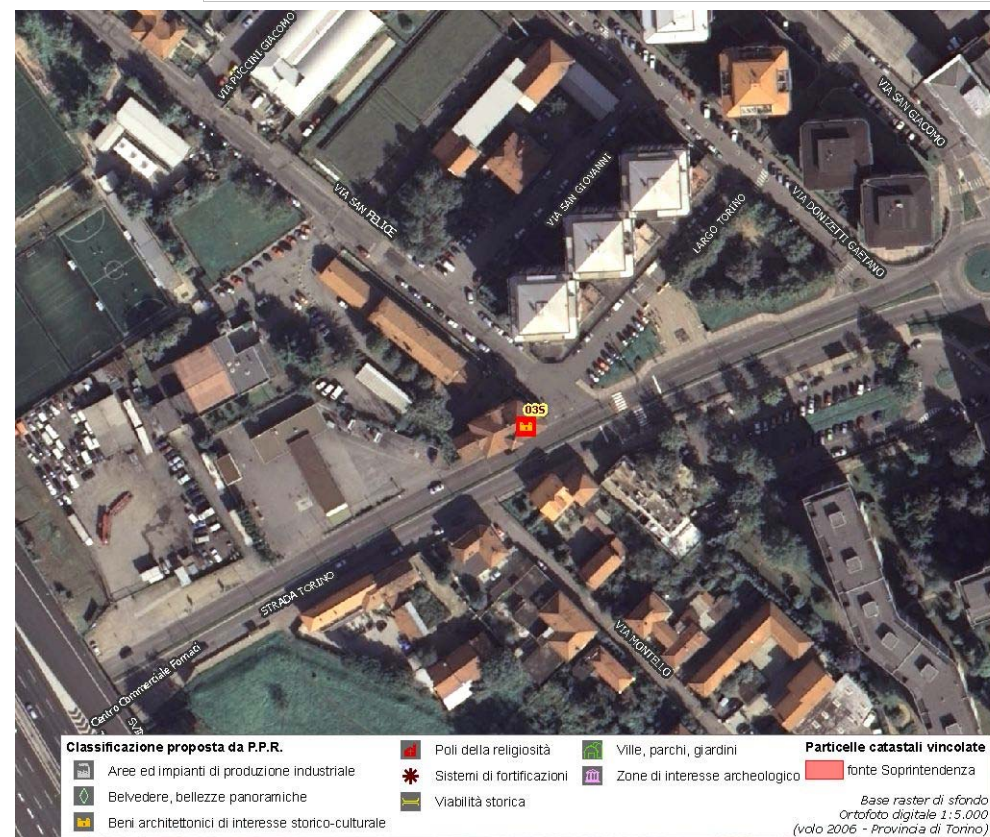 VIA PUCCINI GIACOMO
VIA SAN GIACOMO
VIA SAN FELICE
VIA SAN GIOVANNI
LARGO TORINO
VIA DONIZETTI GAETANO
035
STRADA TORINO
VIA MONTELLO
Centro Commerciale Fornaci
Classificazione proposta da P.P.R.
Aree ed impianti di produzione industriale
Belvedere, bellezze panoramiche
Beni architettonici di interesse storico-culturale
Poli della religiosità
Sistemi di fortificazioni
Viabilità storica
Ville, parchi, giardini
Zone di interesse archeologico
Particelle catastali vincolate
fonte Soprintendenza
Base raster di sfondo
Ortofoto digitale 1:5.000
(volo 2006 - Provincia di Torino)